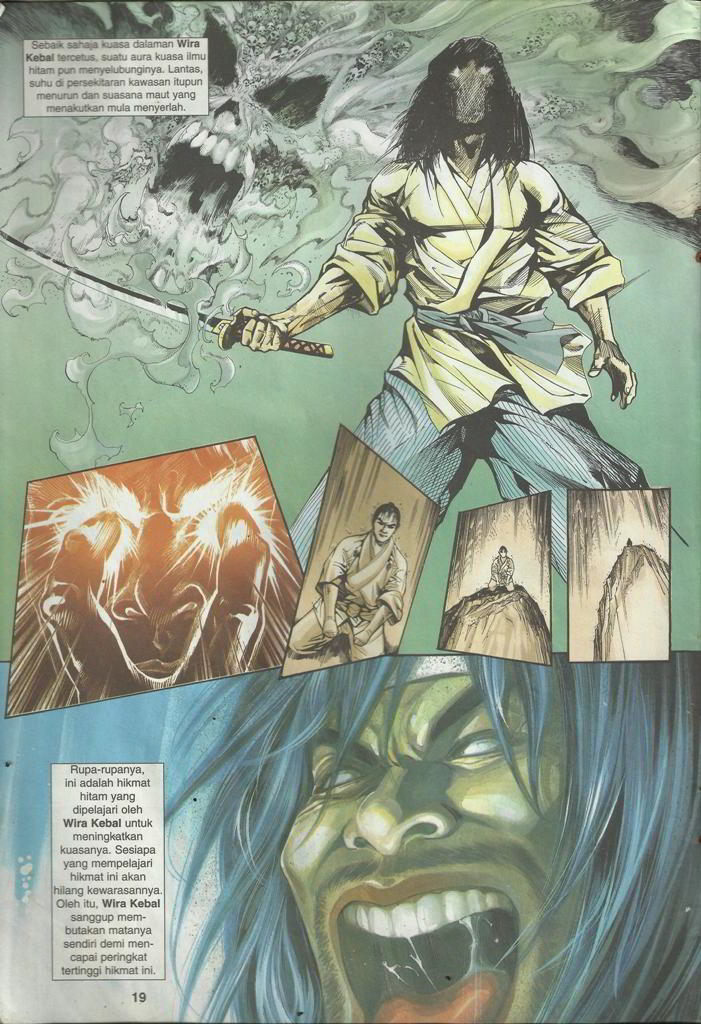 Sebaik sahaja kuasa dalaman Wira
Kebal tercetus, suatu aura kuasa ilmu
hitam pun menyelubunginya. Lantas,
suhu di persekitaran kawasan itupun
menurun dan suasana maut yang
menakutkan mula menyerlah.
Rupa-rupanya,
ini adalah hikmat
hitam yang
dipelajari oleh
Wira Kebal untuk
meningkatkan
kuasanya. Sesiapa
yang mempelajari
hikmat ini akan
hilang kewarasannya.
Oleh itu, Wira Kebal
sanggup mem-
butakan matanya
sendiri demi men-
capai peringkat
tertinggi hikmat ini.
19